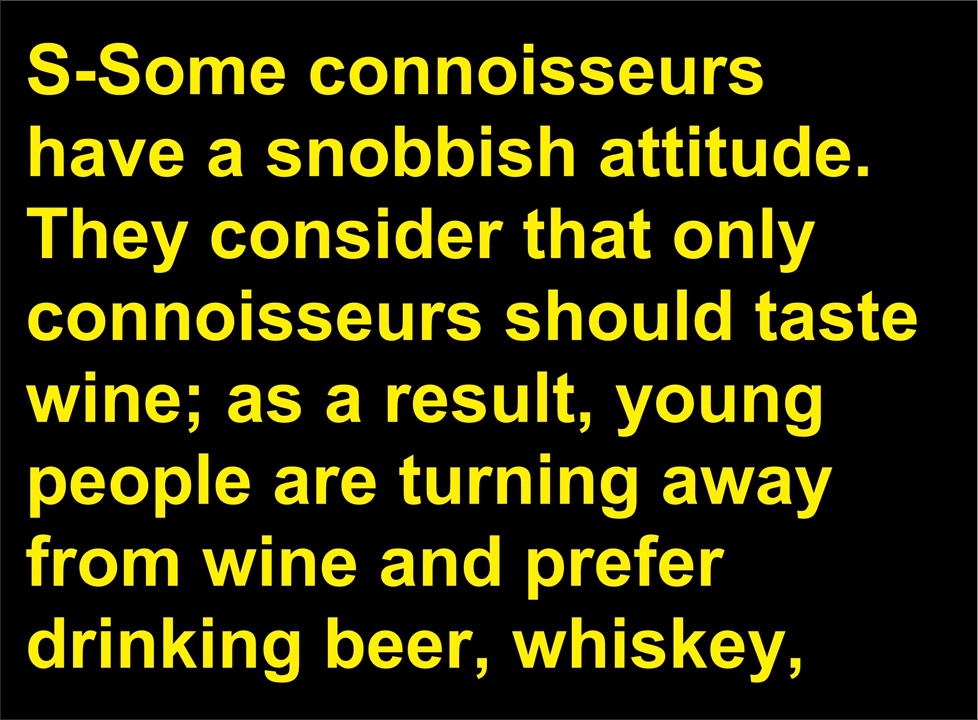 S-Some connoisseurs
have a snobbish attitude.
They consider that only
connoisseurs should taste
wine; as a result, young
people are turning away
from wine and prefer
drinking beer, whiskey,